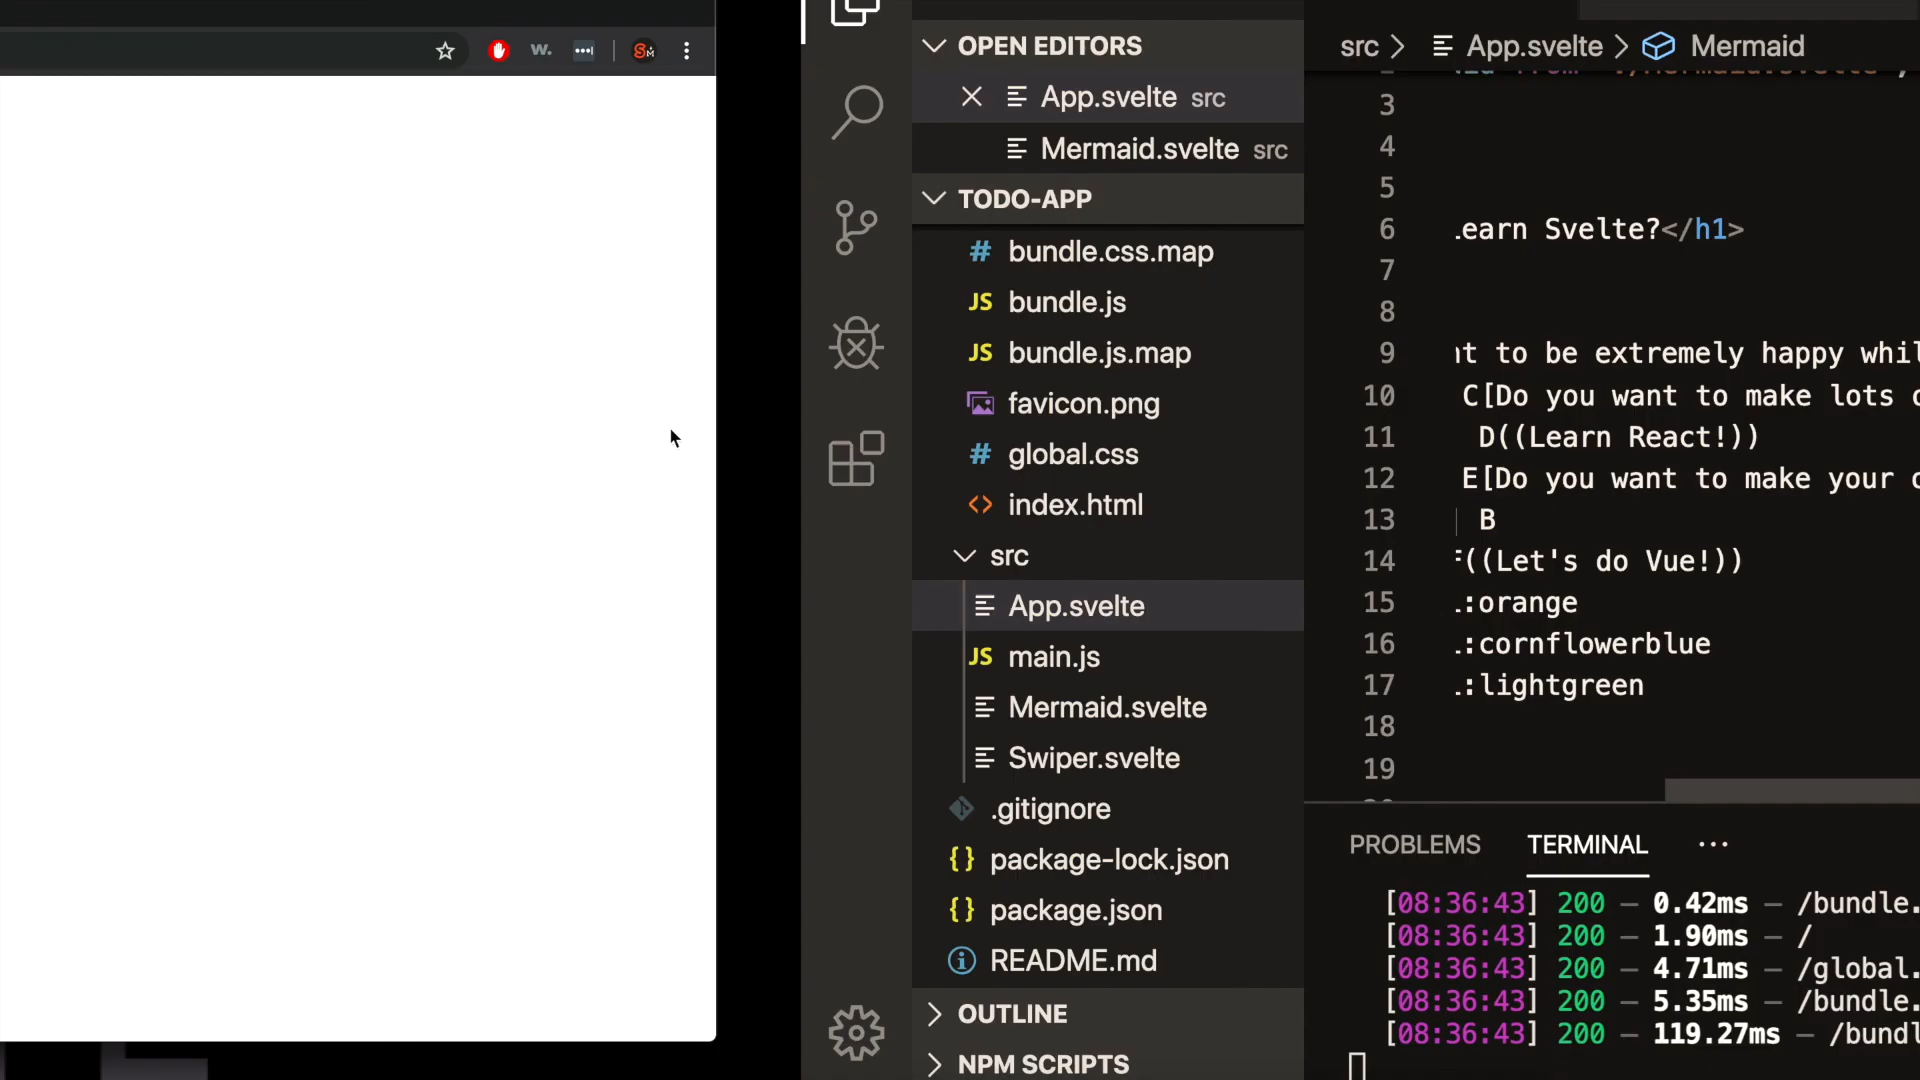 w.
OPEN EDITORS
App.svelte src
Mermaid.svelte src
TODO-APP
# bundle.css.map
JS bundle.js
JS bundle.js.map
favicon.png
# global.css
<> index.html
src
App.svelte
JS main.js
Mermaid.svelte
Swiper.svelte
.gitignore
{} package-lock.json
{} package.json
README.md
OUTLINE
NPM SCRIPTS
src > App.svelte > Mermaid
3
4
5
6 earn Svelte?</h1>
7
8
9 t to be extremely happy whil
10 C[Do you want to make lots
11 D((Learn React!))
12 E[Do you want to make your
13 B
14 ((Let's do Vue!))
15 :orange
16 :cornflowerblue
17 :lightgreen
18
19
PROBLEMS TERMINAL ···
[08:36:43] 200 — 0.42ms — /bundle.
[08:36:43] 200 — 1.90ms — /
[08:36:43] 200 — 4.71ms — /global.
[08:36:43] 200 — 5.35ms — /bundle.
[08:36:43] 200 — 119.27ms — /bundl